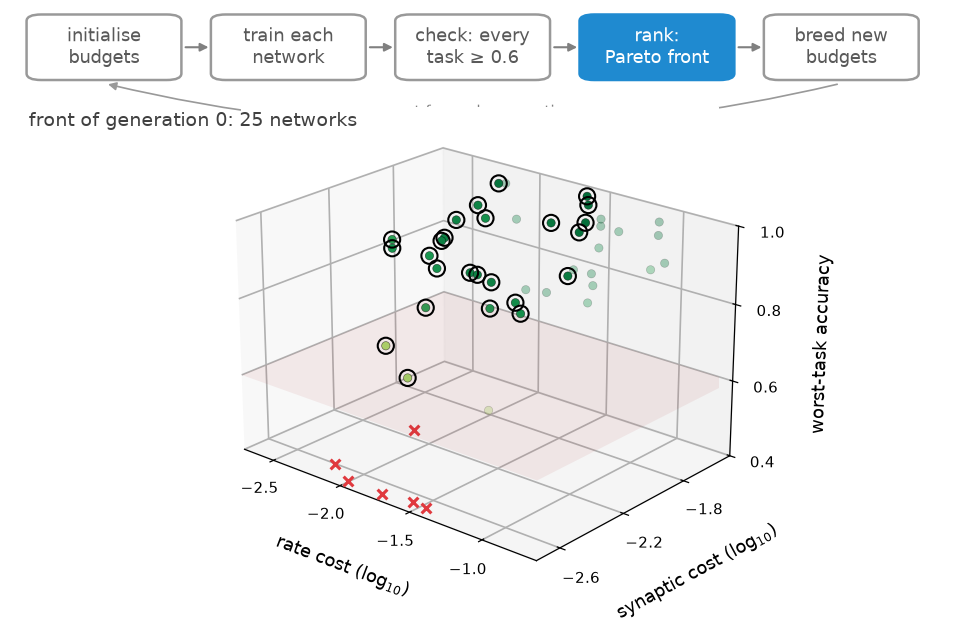 initialise
budgets
train each
network
check: every
task ≥ 0.6
rank:
Pareto front
breed new
budgets
front of generation 0: 25 networks
1.0
0.8
0.6
0.4
worst-task accuracy
−2.5
−2.0
−1.5
−1.0
rate cost (log₁₀)
−1.8
−2.2
−2.6
synaptic cost (log₁₀)